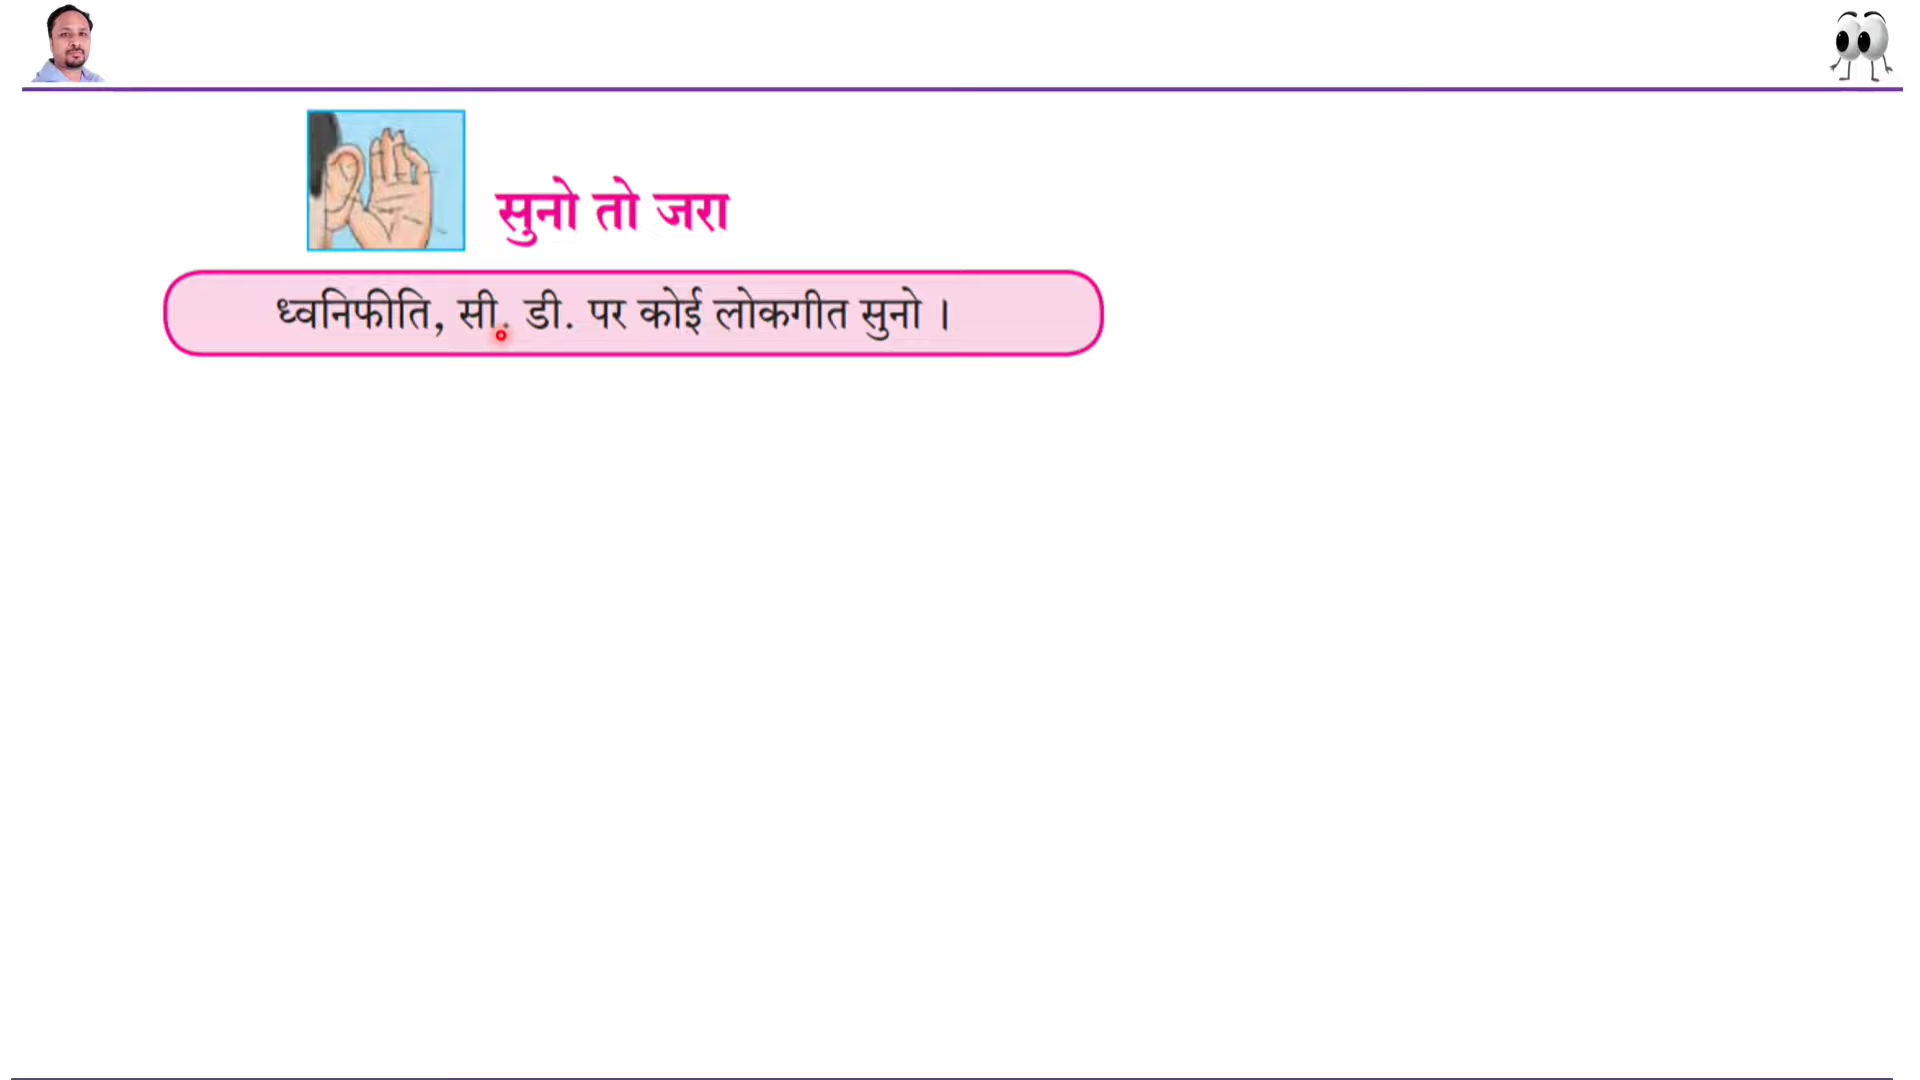 सुनो तो जरा
ध्वनिफीति, सी. डी. पर कोई लोकगीत सुनो ।